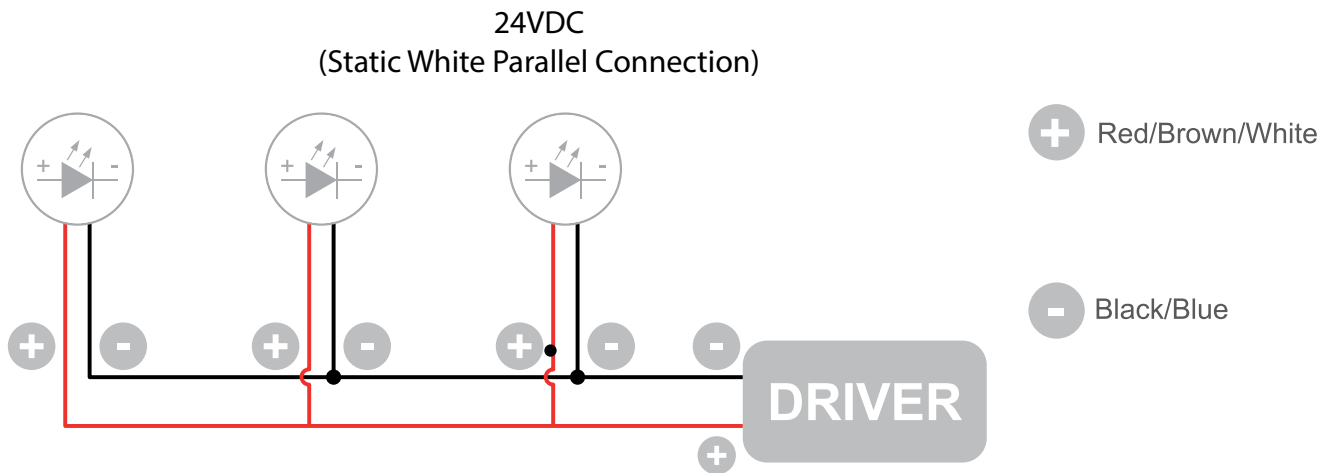 24VDC
(Static White Parallel Connection)
+ -
+ -
+ -
+ Red/Brown/White
- Black/Blue
+ -
+ -
+ -
-
DRIVER
+